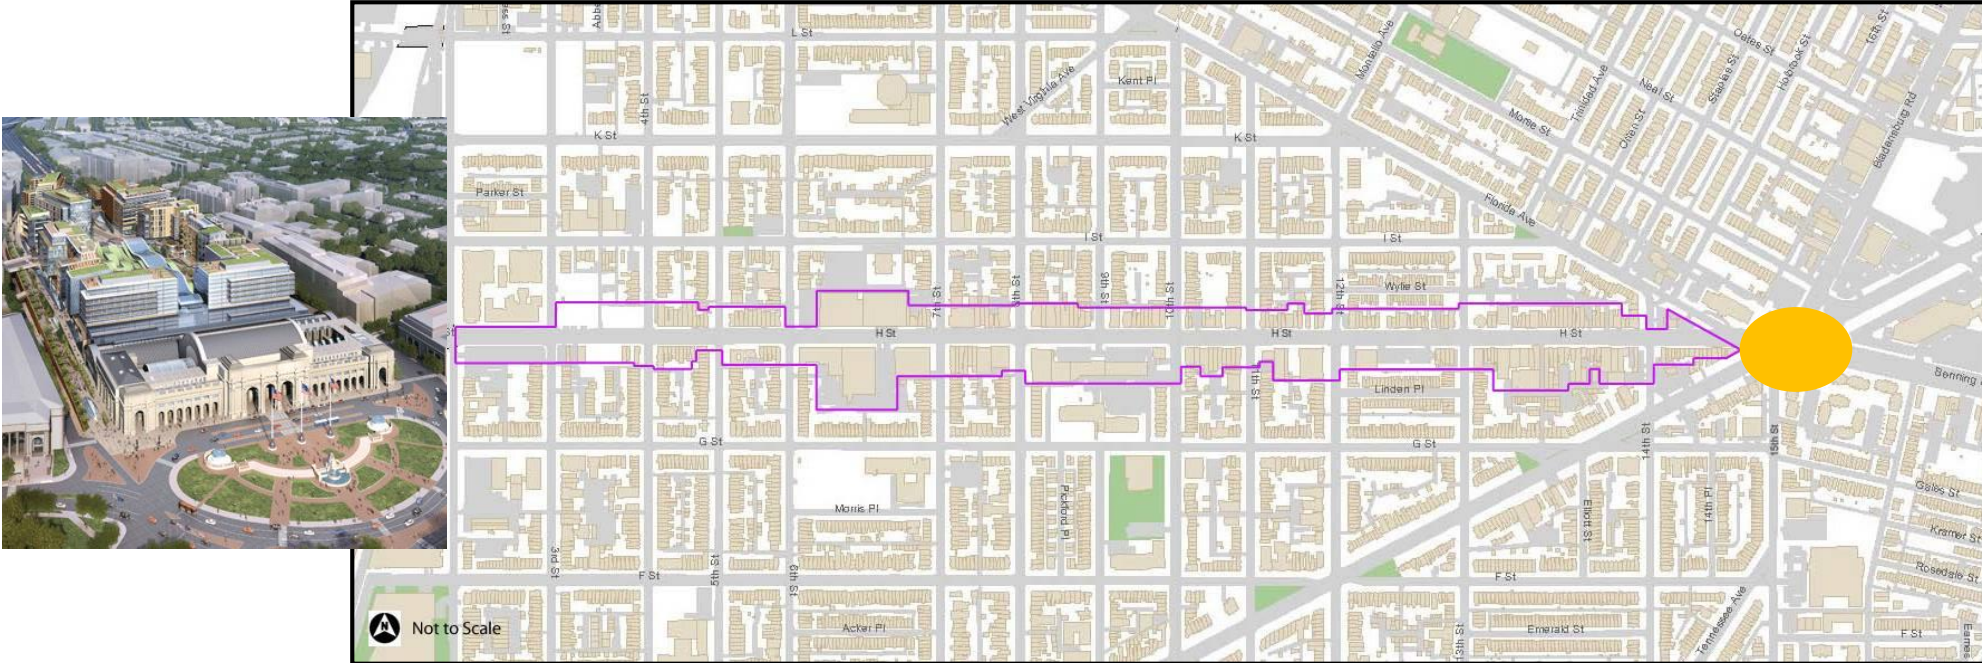 L St
West Virginia Ave
Kent Pl
Montello Ave
Morse St
Trinidad Ave
Orren St
Neal St
Oates St
Staples St
Holbrook St
16th St
Bladensburg Rd
4th St
K St
K St
Parker St
Florida Ave
I St
I St
7th St
8th St
9th St
10th St
12th St
Wylie St
H St
H St
H St
11th St
Linden Pl
Benning
G St
G St
14th St
15th St
Morris Pl
Pickford Pl
Elliott St
14th Pl
Gales St
Kramer St
Rosedale St
3rd St
F St
5th St
6th St
F St
N
Not to Scale
Acker Pl
13th St
Emerald St
Tennessee Ave
F St